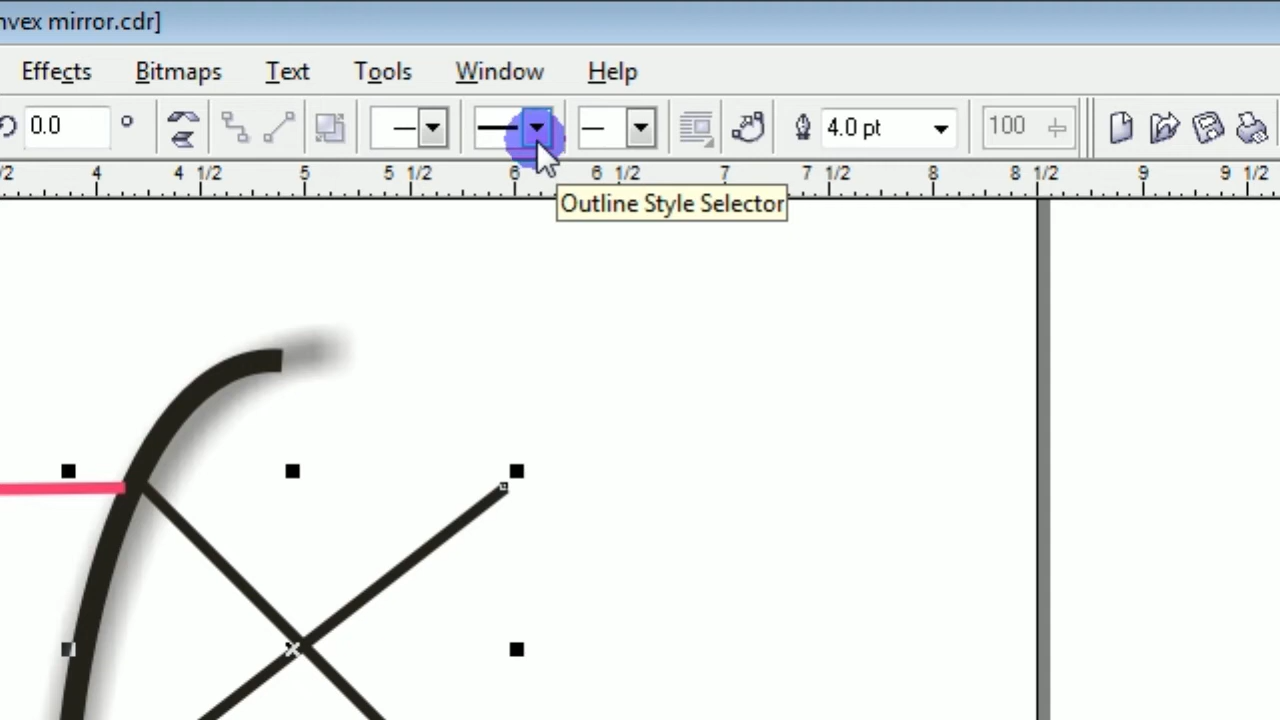 nvex mirror.cdr]
Effects Bitmaps Text Tools Window Help
0.0 ° 4.0 pt 100
/2 4 4 1/2 5 5 1/2 6 6 1/2 7 7 1/2 8 8 1/2 9 9 1/2
Outline Style Selector